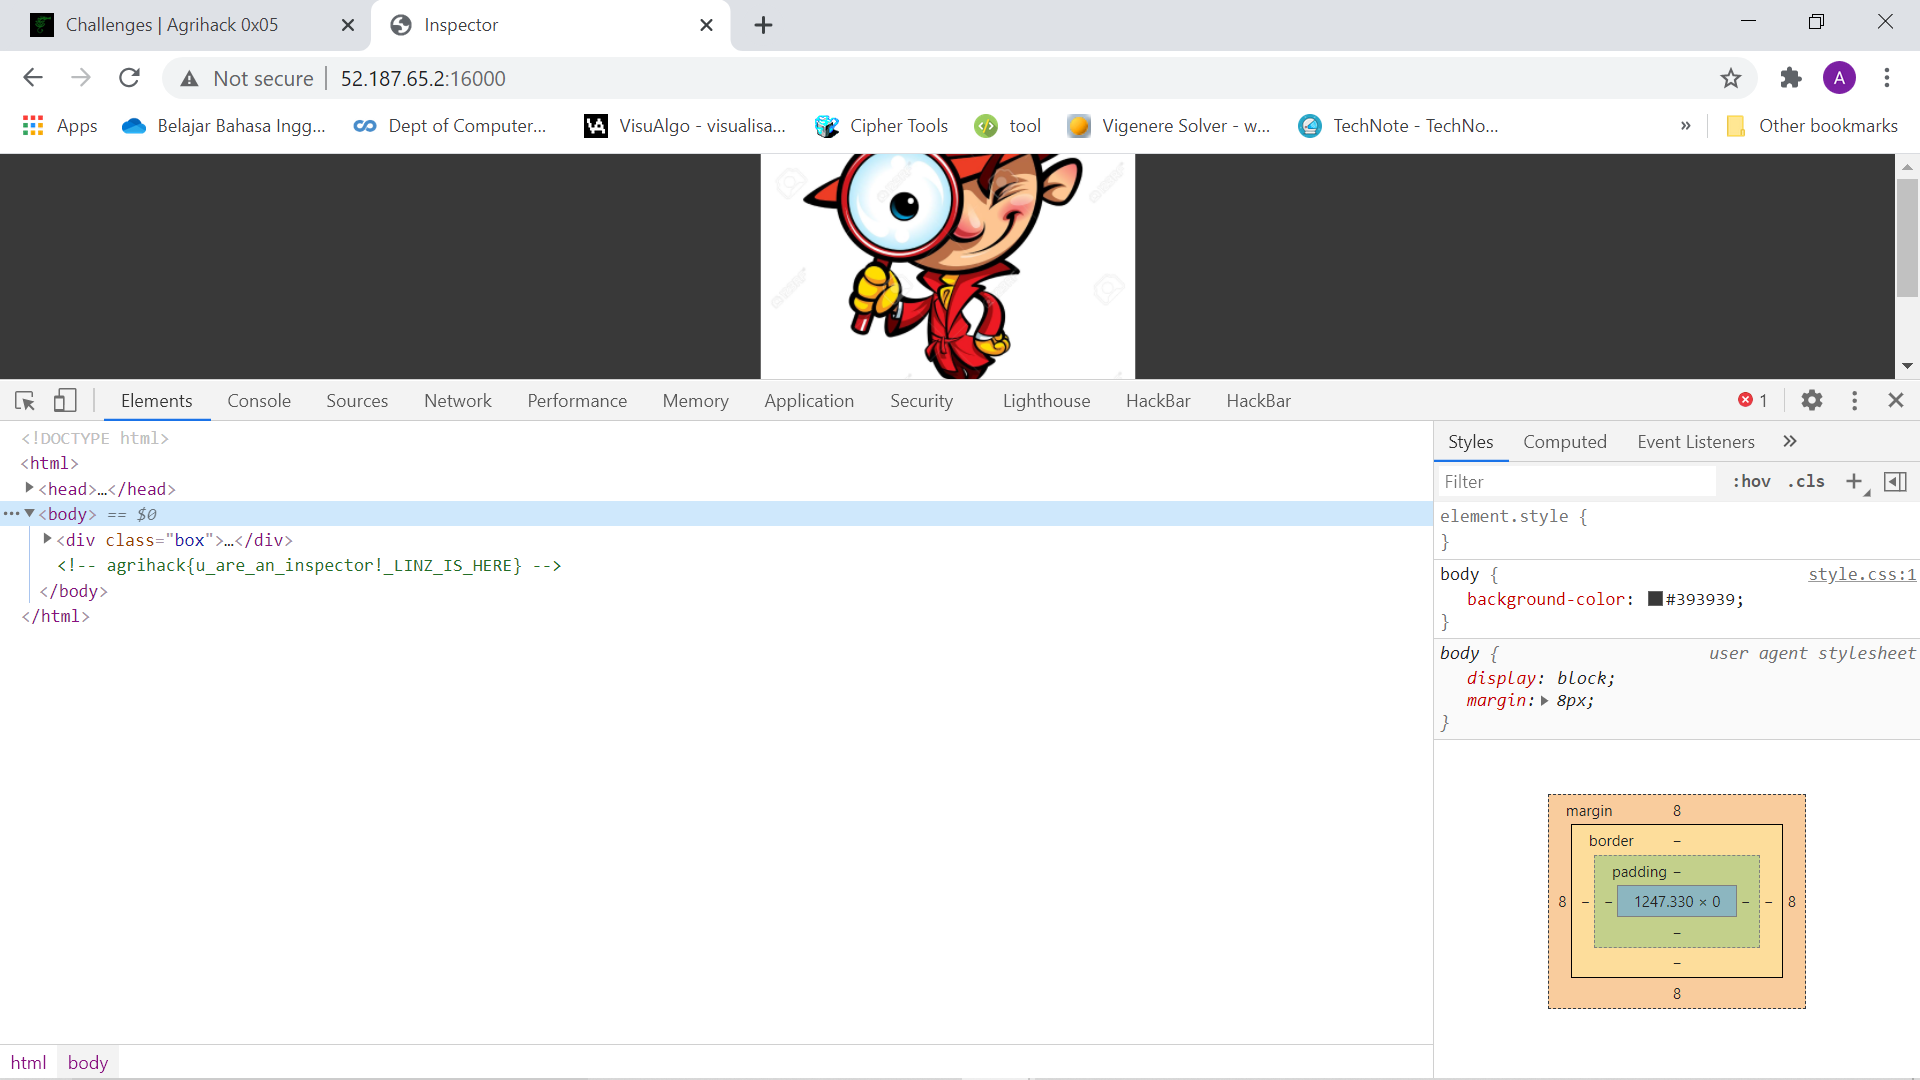 Challenges | Agrihack 0x05
Inspector
Not secure | 52.187.65.2:16000
A
Apps
Belajar Bahasa Ingg...
Dept of Computer...
VisuAlgo - visualisa...
Cipher Tools
tool
Vigenere Solver - w...
TechNote - TechNo...
»
Other bookmarks
Elements
Console
Sources
Network
Performance
Memory
Application
Security
Lighthouse
HackBar
HackBar
1
<!DOCTYPE html>
<html>
<head>…</head>
<body> == $0
<div class="box">…</div>
<!-- agrihack{u_are_an_inspector!_LINZ_IS_HERE} -->
</body>
</html>
Styles
Computed
Event Listeners
»
Filter
:hov
.cls
+
element.style {
}
body {
style.css:1
background-color: #393939;
}
body {
user agent stylesheet
display: block;
margin: 8px;
}
margin 8
border –
padding –
8 – – 1247.330 × 0 – – 8
–
–
8
html
body